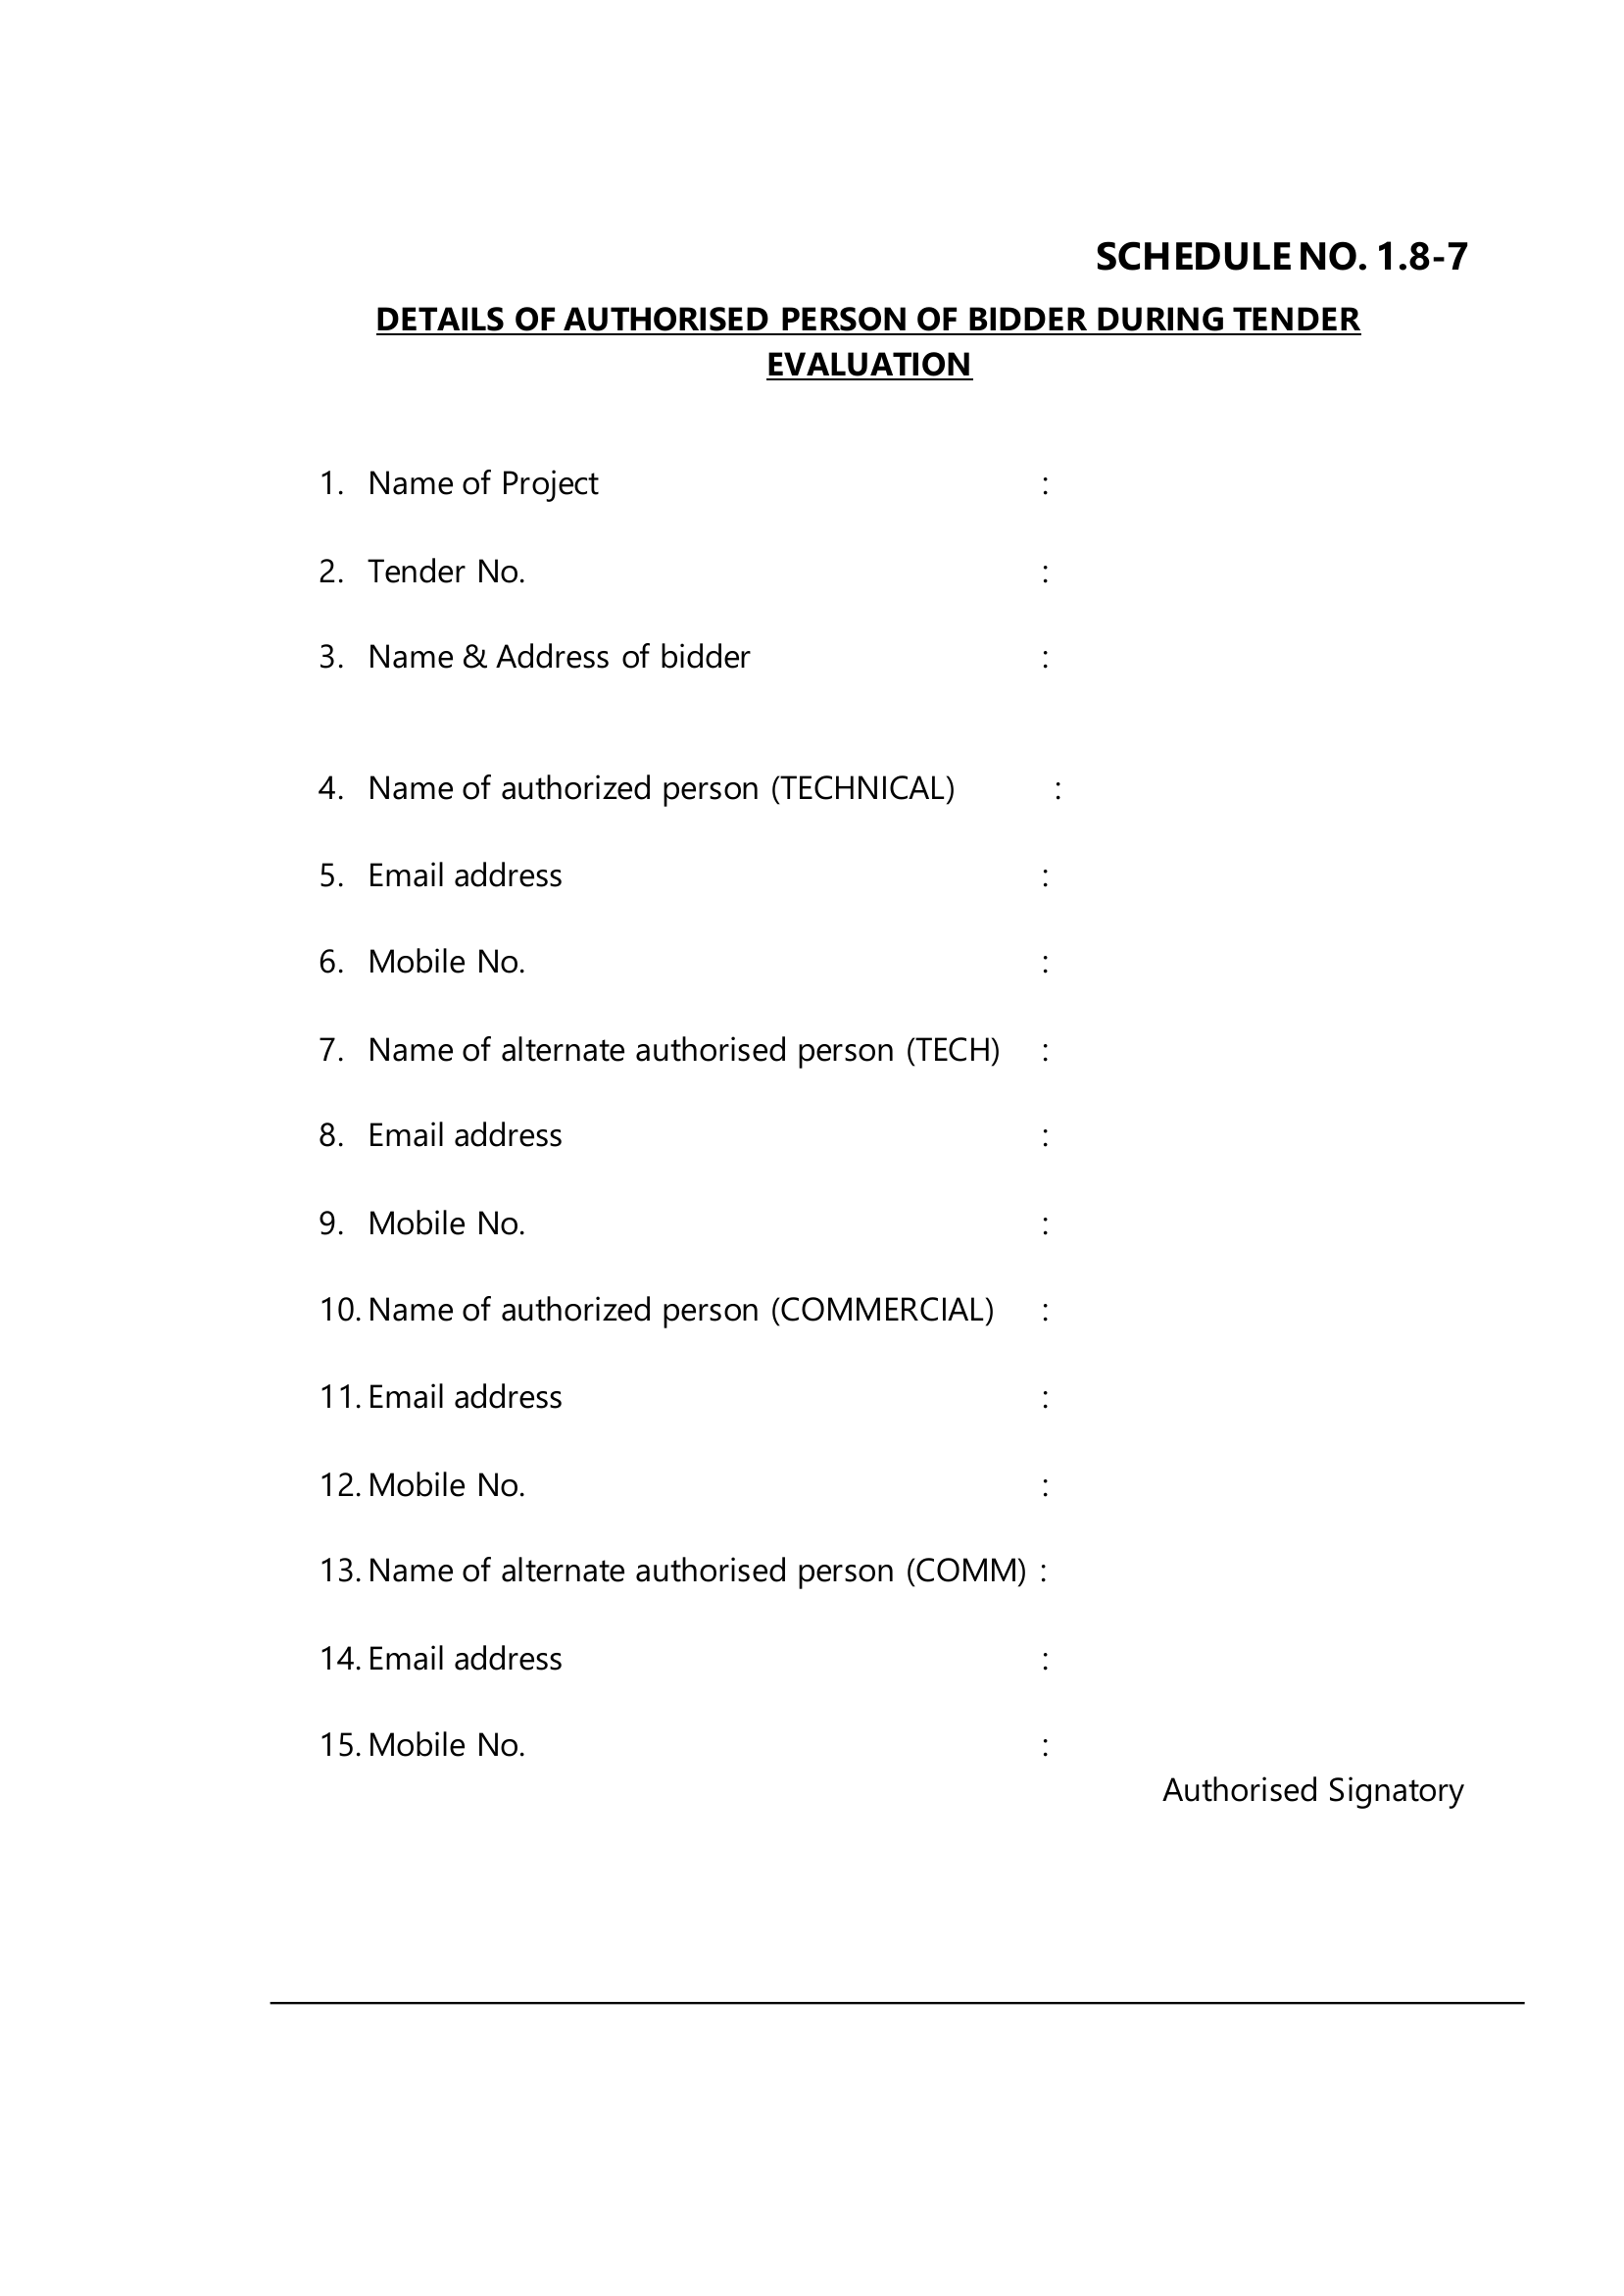 SCHEDULE NO. 1.8-7
DETAILS OF AUTHORISED PERSON OF BIDDER DURING TENDER
EVALUATION
1. Name of Project :
2. Tender No. :
3. Name & Address of bidder :
4. Name of authorized person (TECHNICAL) :
5. Email address :
6. Mobile No. :
7. Name of alternate authorised person (TECH) :
8. Email address :
9. Mobile No. :
10. Name of authorized person (COMMERCIAL) :
11. Email address :
12. Mobile No. :
13. Name of alternate authorised person (COMM) :
14. Email address :
15. Mobile No. :
Authorised Signatory